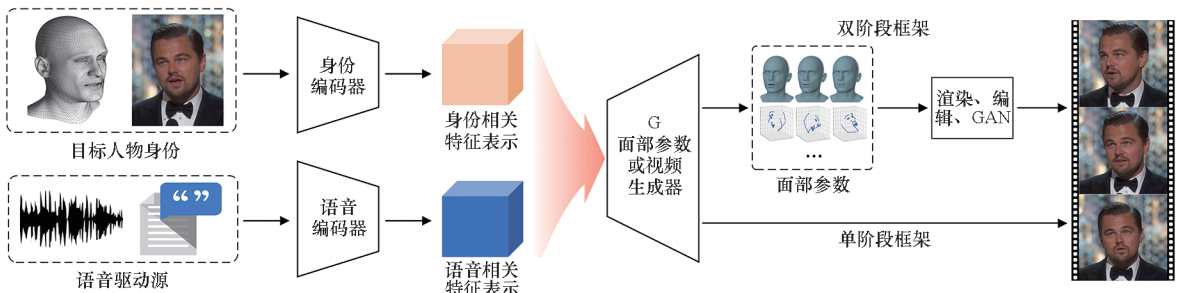 目标人物身份
语音驱动源
身份
编码器
语音
编码器
身份相关
特征表示
语音相关
特征表示
G
面部参数
或视频
生成器
双阶段框架
面部参数
渲染、编
辑、GAN
单阶段框架